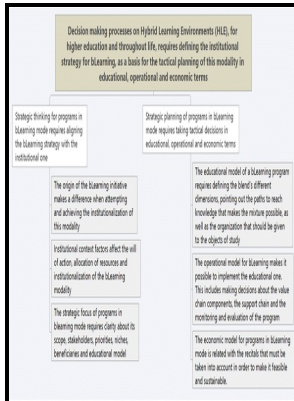 Decision making processes on Hybrid Learning Environments (HLE), for
higher education and throughout life, requires defining the institutional
strategy for bLearning, as a basis for the tactical planning of this modality in
educational, operational and economic terms
Strategic thinking for programs in
bLearning mode requires aligning
the bLearning strategy with the
institutional one
The origin of the bLearning initiative
makes a difference when attempting
and achieving the institutionalization of
this modality
Institutional context factors affect the will
of action, allocation of resources and
institutionalization of the bLearning
modality
The strategic focus of programs in
blearning mode requires clarity about its
scope, stakeholders, priorities, niches,
beneficiaries and educational model
Strategic planning of programs in bLearning
mode requires taking tactical decisions in
educational, operational and economic terms
The educational model of a bLearning program
requires defining the blend's different
dimensions, pointing out the paths to reach
knowledge that makes the mixture possible, as
well as the organization that should be given
to the objects of study
The operational model for bLearning makes it
possible to implement the educational one.
This includes making decisions about the value
chain components, the support chain and the
monitoring and evaluation of the program
The economic model for programs in bLearning
mode is related with the recitals that must be
taken into account in order to make it feasible
and sustainable.